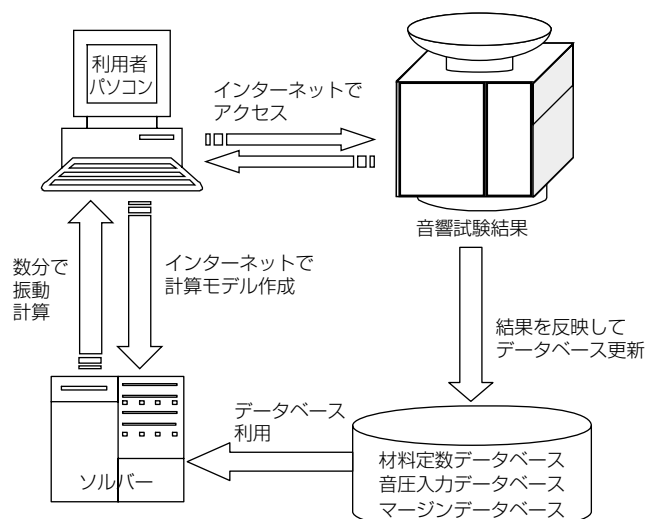 利用者
パソコン
インターネットで
アクセス
音響試験結果
数分で
振動
計算
インターネットで
計算モデル作成
結果を反映して
データベース更新
データベース
利用
ソルバー
材料定数データベース
音圧入力データベース
マージンデータベース